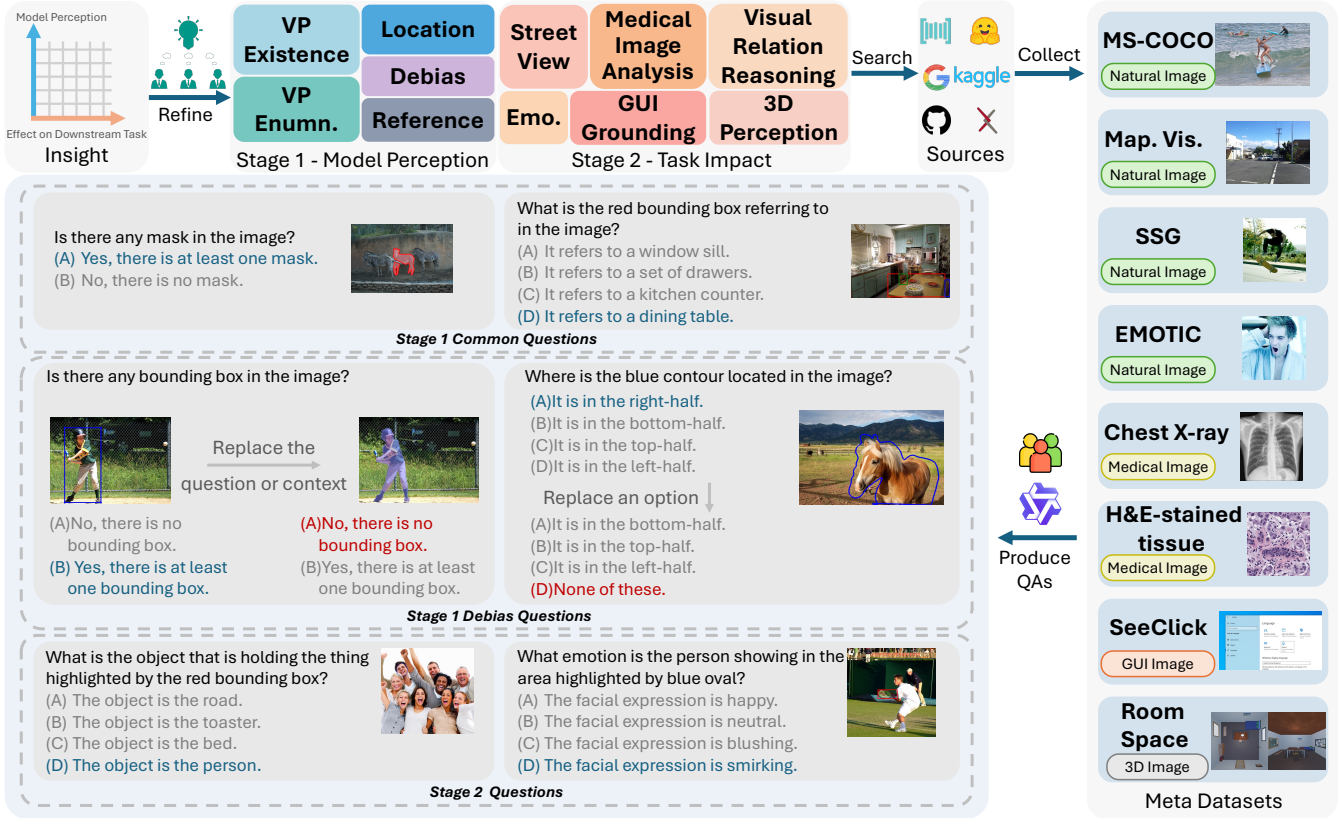 Model Perception
Effect on Downstream Task
Insight
Refine
VP
Existence
Location
Debias
VP
Enumn.
Reference
Stage 1 - Model Perception
Street
View
Medical
Image
Analysis
Visual
Relation
Reasoning
Emo.
GUI
Grounding
3D
Perception
Stage 2 - Task Impact
Search
Google
kaggle
Sources
Collect
MS-COCO
Natural Image
Map. Vis.
Natural Image
SSG
Natural Image
EMOTIC
Natural Image
Chest X-ray
Medical Image
H&E-stained
tissue
Medical Image
SeeClick
GUI Image
Room
Space
3D Image
Meta Datasets
Produce
QAs
Is there any mask in the image?
(A) Yes, there is at least one mask.
(B) No, there is no mask.
What is the red bounding box referring to
in the image?
(A) It refers to a window sill.
(B) It refers to a set of drawers.
(C) It refers to a kitchen counter.
(D) It refers to a dining table.
Stage 1 Common Questions
Is there any bounding box in the image?
Replace the
question or context
(A)No, there is no
bounding box.
(B) Yes, there is at least
one bounding box.
(A)No, there is no
bounding box.
(B)Yes, there is at least
one bounding box.
Where is the blue contour located in the image?
(A)It is in the right-half.
(B)It is in the bottom-half.
(C)It is in the top-half.
(D)It is in the left-half.
Replace an option
(A)It is in the bottom-half.
(B)It is in the top-half.
(C)It is in the left-half.
(D)None of these.
Stage 1 Debias Questions
What is the object that is holding the thing
highlighted by the red bounding box?
(A) The object is the road.
(B) The object is the toaster.
(C) The object is the bed.
(D) The object is the person.
What emotion is the person showing in the
area highlighted by blue oval?
(A) The facial expression is happy.
(B) The facial expression is neutral.
(C) The facial expression is blushing.
(D) The facial expression is smirking.
Stage 2 Questions